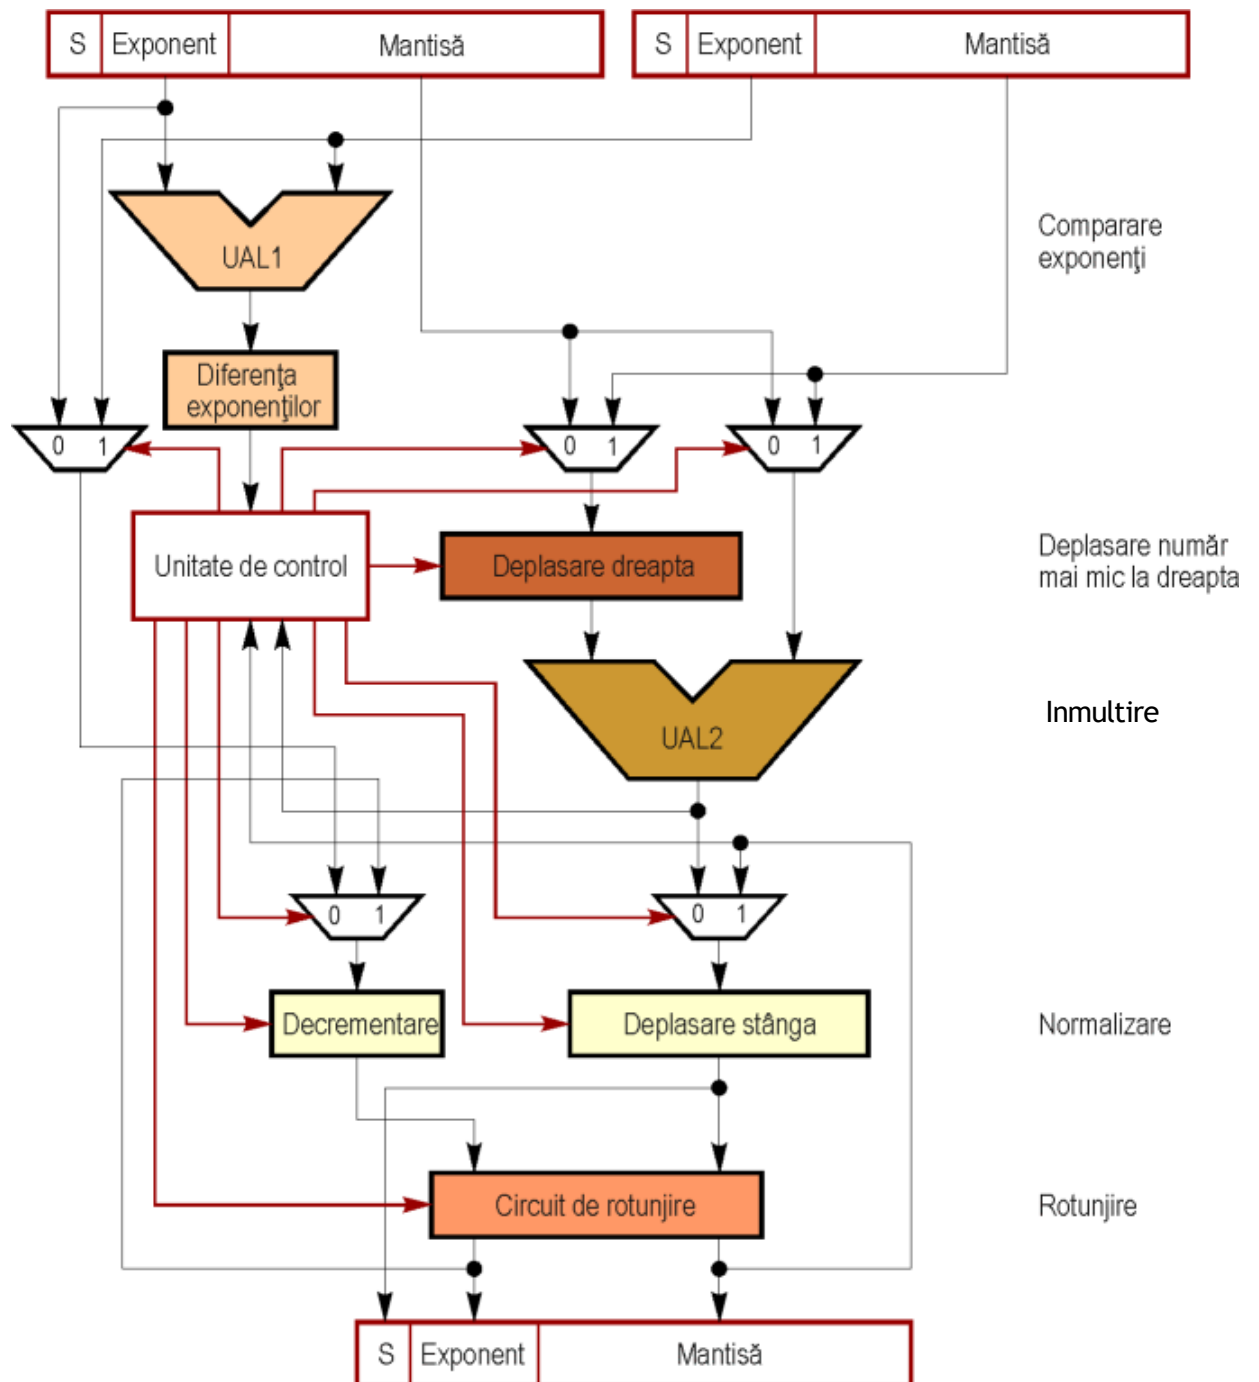 S Exponent Mantisă
S Exponent Mantisă
UAL1
Comparare
exponenţi
Diferenţa
exponenţilor
0 1
0 1
0 1
Unitate de control
Deplasare dreapta
Deplasare număr
mai mic la dreapta
UAL2
Inmultire
0 1
0 1
Decrementare
Deplasare stânga
Normalizare
Circuit de rotunjire
Rotunjire
S Exponent Mantisă